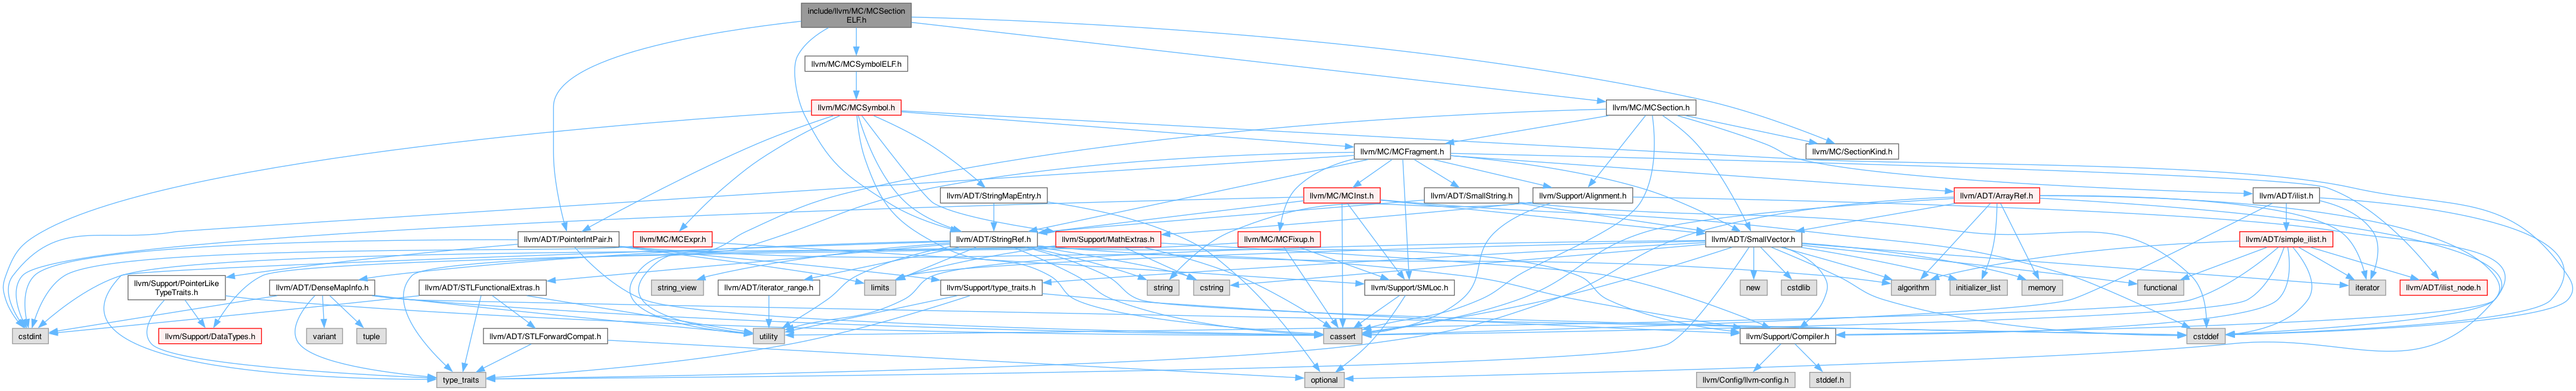 include/llvm/MC/MCSection
ELF.h
llvm/MC/MCSymbolELF.h
llvm/MC/MCSymbol.h
llvm/MC/MCSection.h
llvm/MC/MCFragment.h
llvm/MC/SectionKind.h
llvm/ADT/StringMapEntry.h
llvm/MC/MCInst.h
llvm/ADT/SmallString.h
llvm/Support/Alignment.h
llvm/ADT/ArrayRef.h
llvm/ADT/ilist.h
llvm/ADT/PointerIntPair.h
llvm/MC/MCExpr.h
llvm/ADT/StringRef.h
llvm/Support/MathExtras.h
llvm/MC/MCFixup.h
llvm/ADT/SmallVector.h
llvm/ADT/simple_ilist.h
llvm/Support/PointerLike
TypeTraits.h
llvm/ADT/DenseMapInfo.h
llvm/ADT/STLFunctionalExtras.h
string_view
llvm/ADT/iterator_range.h
limits
llvm/Support/type_traits.h
string
cstring
llvm/Support/SMLoc.h
new
cstdlib
algorithm
initializer_list
memory
functional
iterator
iterator
llvm/ADT/ilist_node.h
cstdint
llvm/Support/DataTypes.h
variant
tuple
llvm/ADT/STLForwardCompat.h
utility
cassert
llvm/Support/Compiler.h
cstddef
type_traits
optional
llvm/Config/llvm-config.h
stddef.h